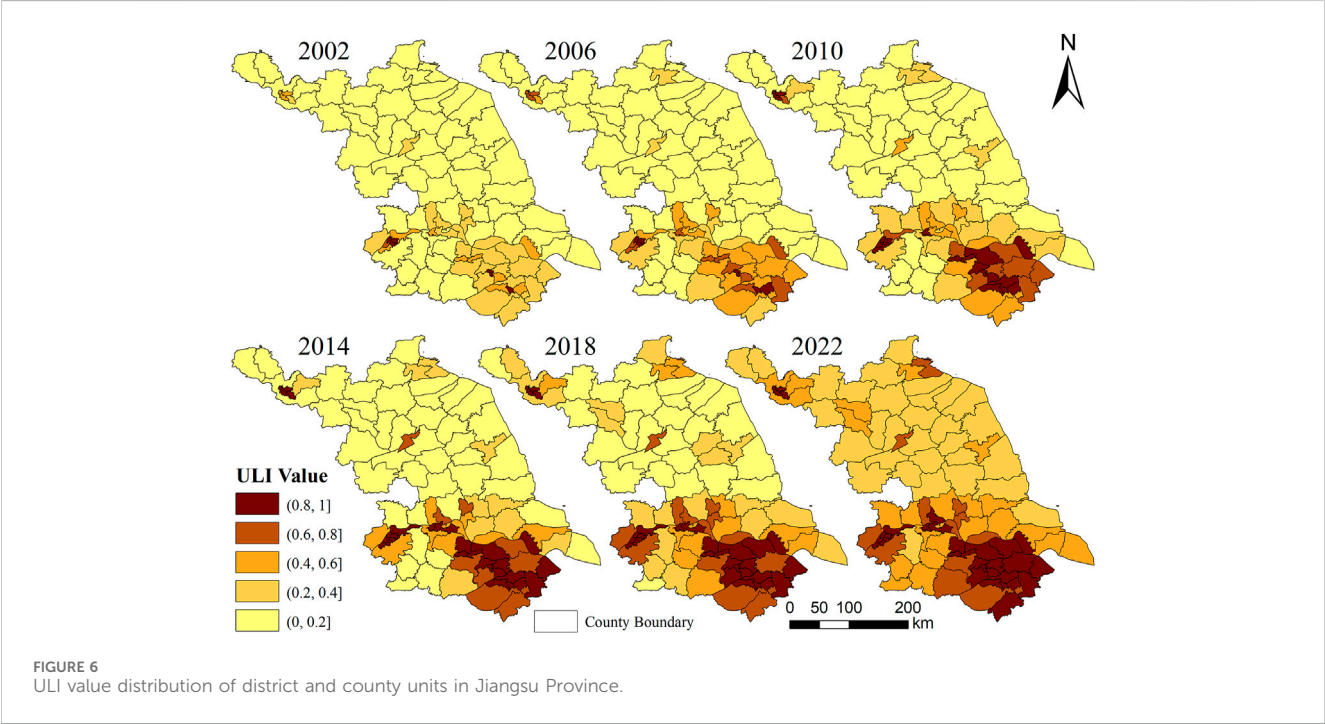 2002
2006
2010
N
2014
2018
2022
ULI Value
(0.8, 1]
(0.6, 0.8]
(0.4, 0.6]
(0.2, 0.4]
(0, 0.2]
County Boundary
0 50 100 200
km
FIGURE 6
ULI value distribution of district and county units in Jiangsu Province.